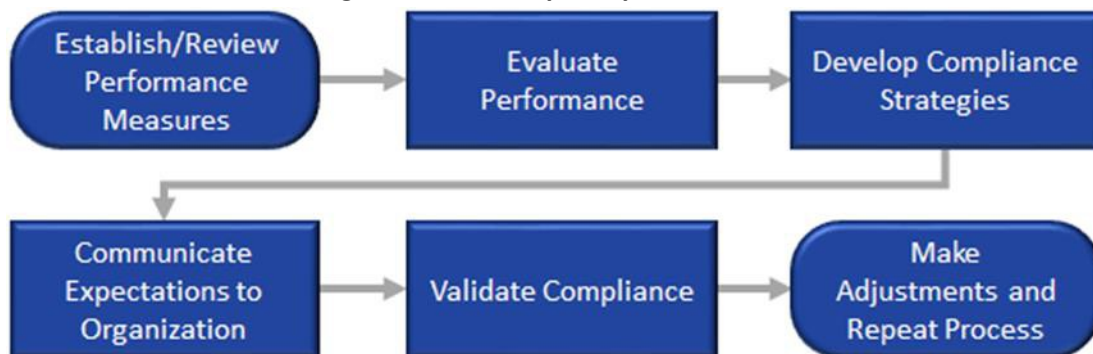 Establish/Review
Performance
Measures
Evaluate
Performance
Develop Compliance
Strategies
Communicate
Expectations to
Organization
Validate Compliance
Make
Adjustments and
Repeat Process